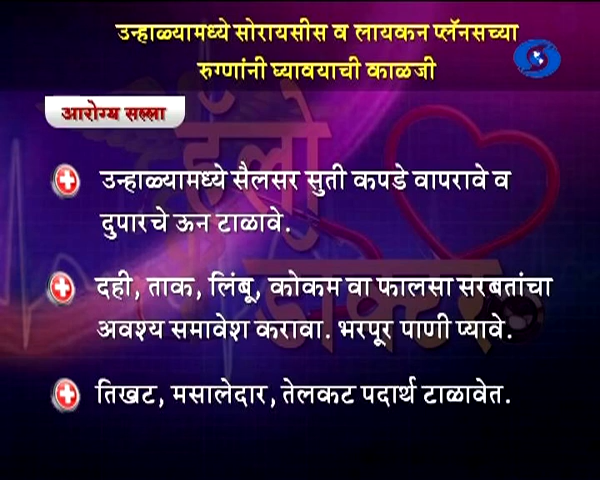 उन्हाळ्यामध्ये सोरायसीस व लायकन प्लॅनसच्या
रुग्णांनी घ्यावयाची काळजी
आरोग्य सल्ला
उन्हाळ्यामध्ये सैलसर सुती कपडे वापरावे व
दुपारचे ऊन टाळावे.
दही, ताक, लिंबू, कोकम वा फालसा सरबतांचा
अवश्य समावेश करावा. भरपूर पाणी प्यावे.
तिखट, मसालेदार, तेलकट पदार्थ टाळावेत.
हॅलो
डॉक्टर